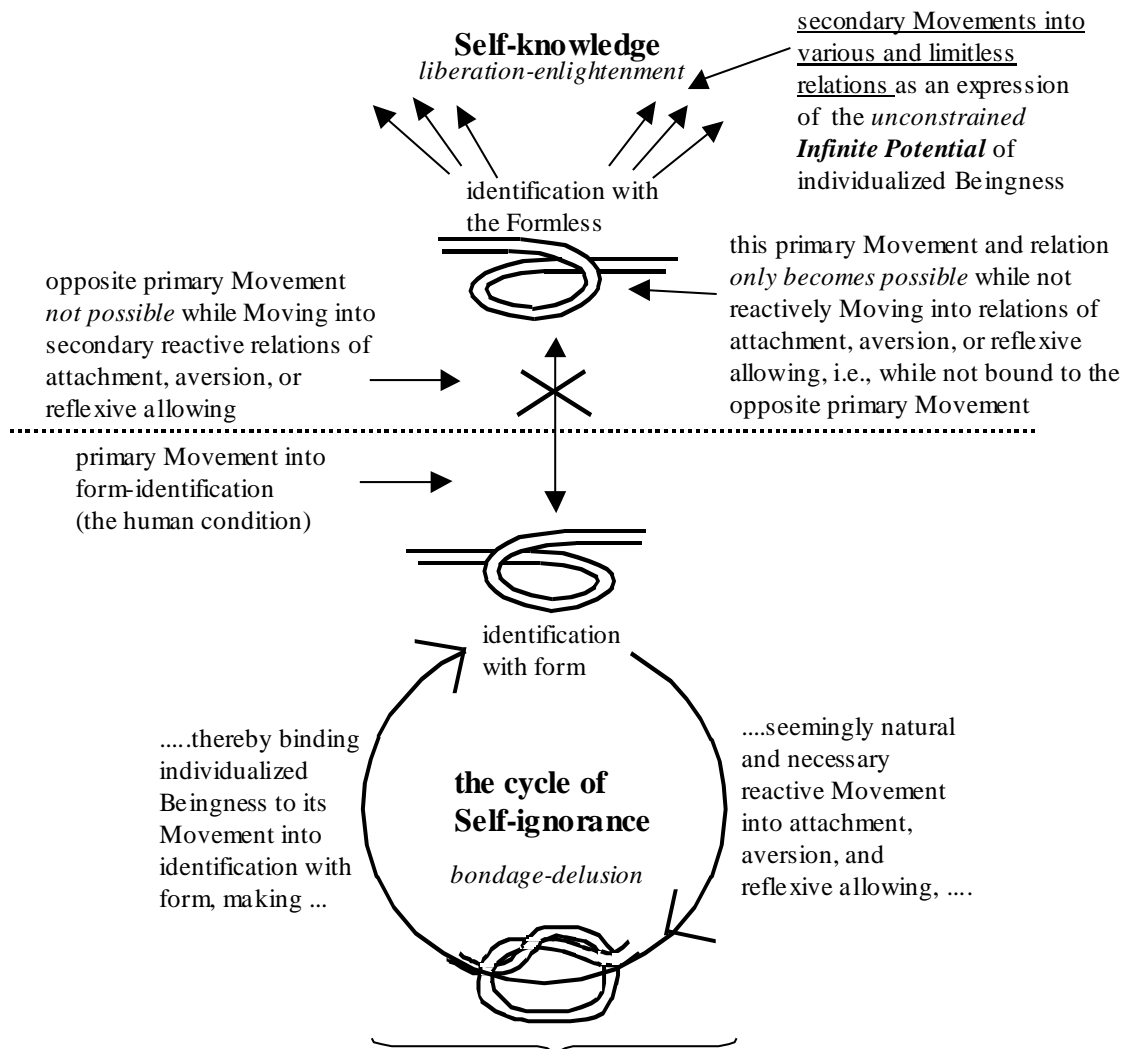 Self-knowledge
liberation-enlightenment
secondary Movements into
various and limitless
relations as an expression
of the unconstrained
Infinite Potential of
individualized Beingness
identification with
the Formless
opposite primary Movement
not possible while Moving into
secondary reactive relations of
attachment, aversion, or
reflexive allowing
this primary Movement and relation
only becomes possible while not
reactively Moving into relations of
attachment, aversion, or reflexive
allowing, i.e., while not bound to the
opposite primary Movement
primary Movement into
form-identification
(the human condition)
identification
with form
.....thereby binding
individualized
Beingness to its
Movement into
identification with
form, making ...
the cycle of
Self-ignorance
bondage-delusion
....seemingly natural
and necessary
reactive Movement
into attachment,
aversion, and
reflexive allowing, ....